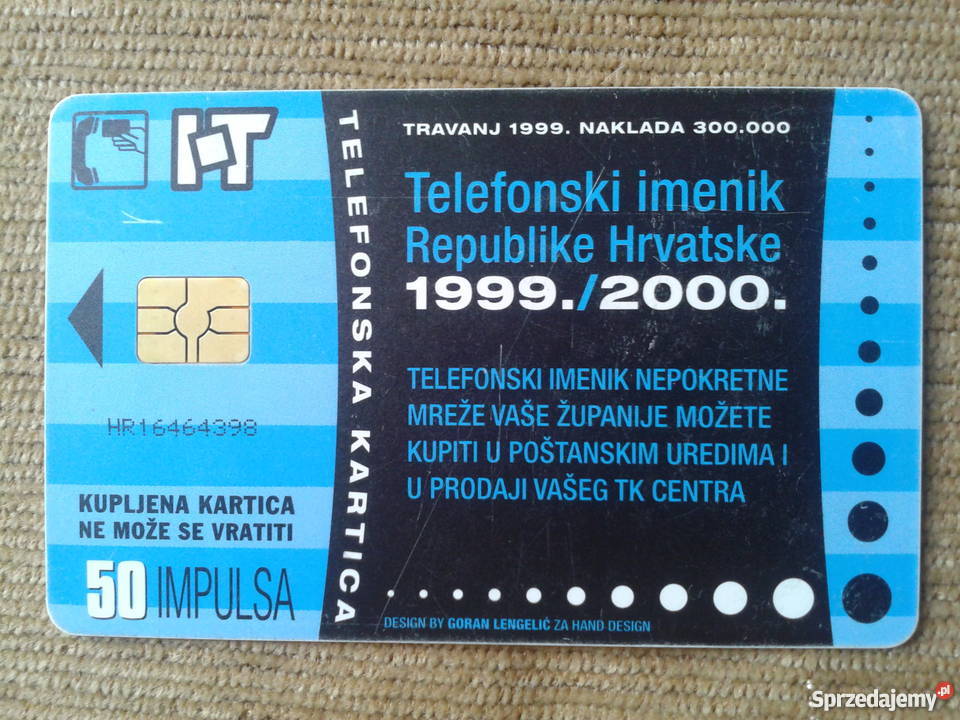 HT
TELEFONSKA KARTICA
TRAVANJ 1999. NAKLADA 300.000
Telefonski imenik
Republike Hrvatske
1999./2000.
TELEFONSKI IMENIK NEPOKRETNE
MREŽE VAŠE ŽUPANIJE MOŽETE
KUPITI U POŠTANSKIM UREDIMA I
U PRODAJI VAŠEG TK CENTRA
HR16464398
KUPLJENA KARTICA
NE MOŽE SE VRATITI
50 IMPULSA
DESIGN BY GORAN LENGELIĆ ZA HAND DESIGN
Sprzedajemy.pl